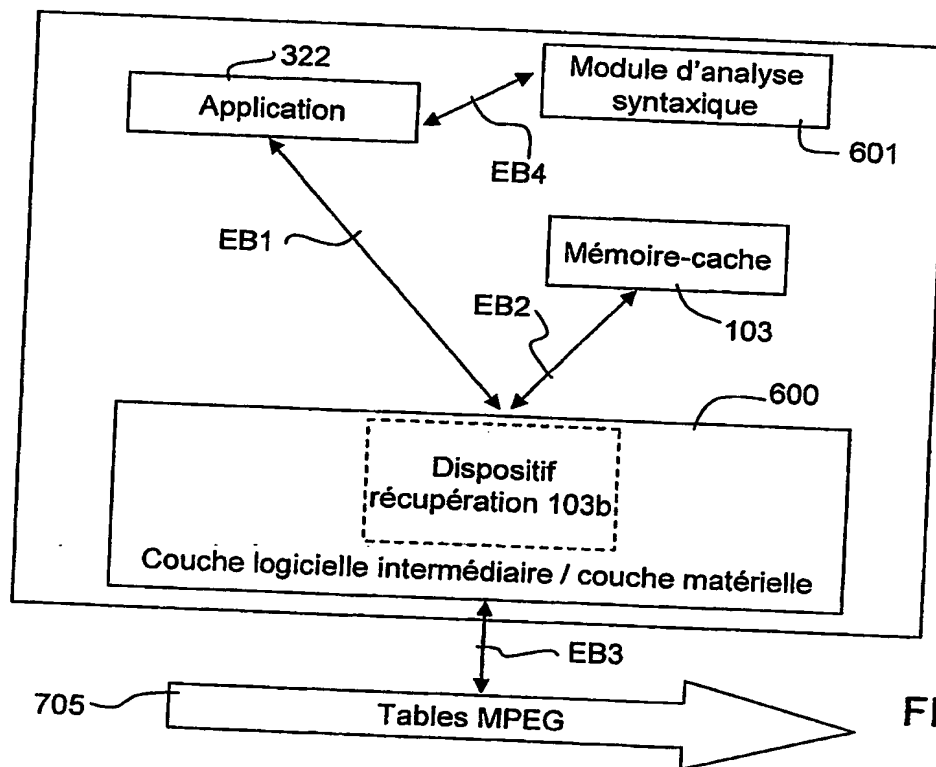 322
Application
Module d'analyse
syntaxique
601
EB4
EB1
Mémoire-cache
EB2
103
600
Dispositif
récupération 103b
Couche logicielle intermédiaire / couche matérielle
EB3
705
Tables MPEG